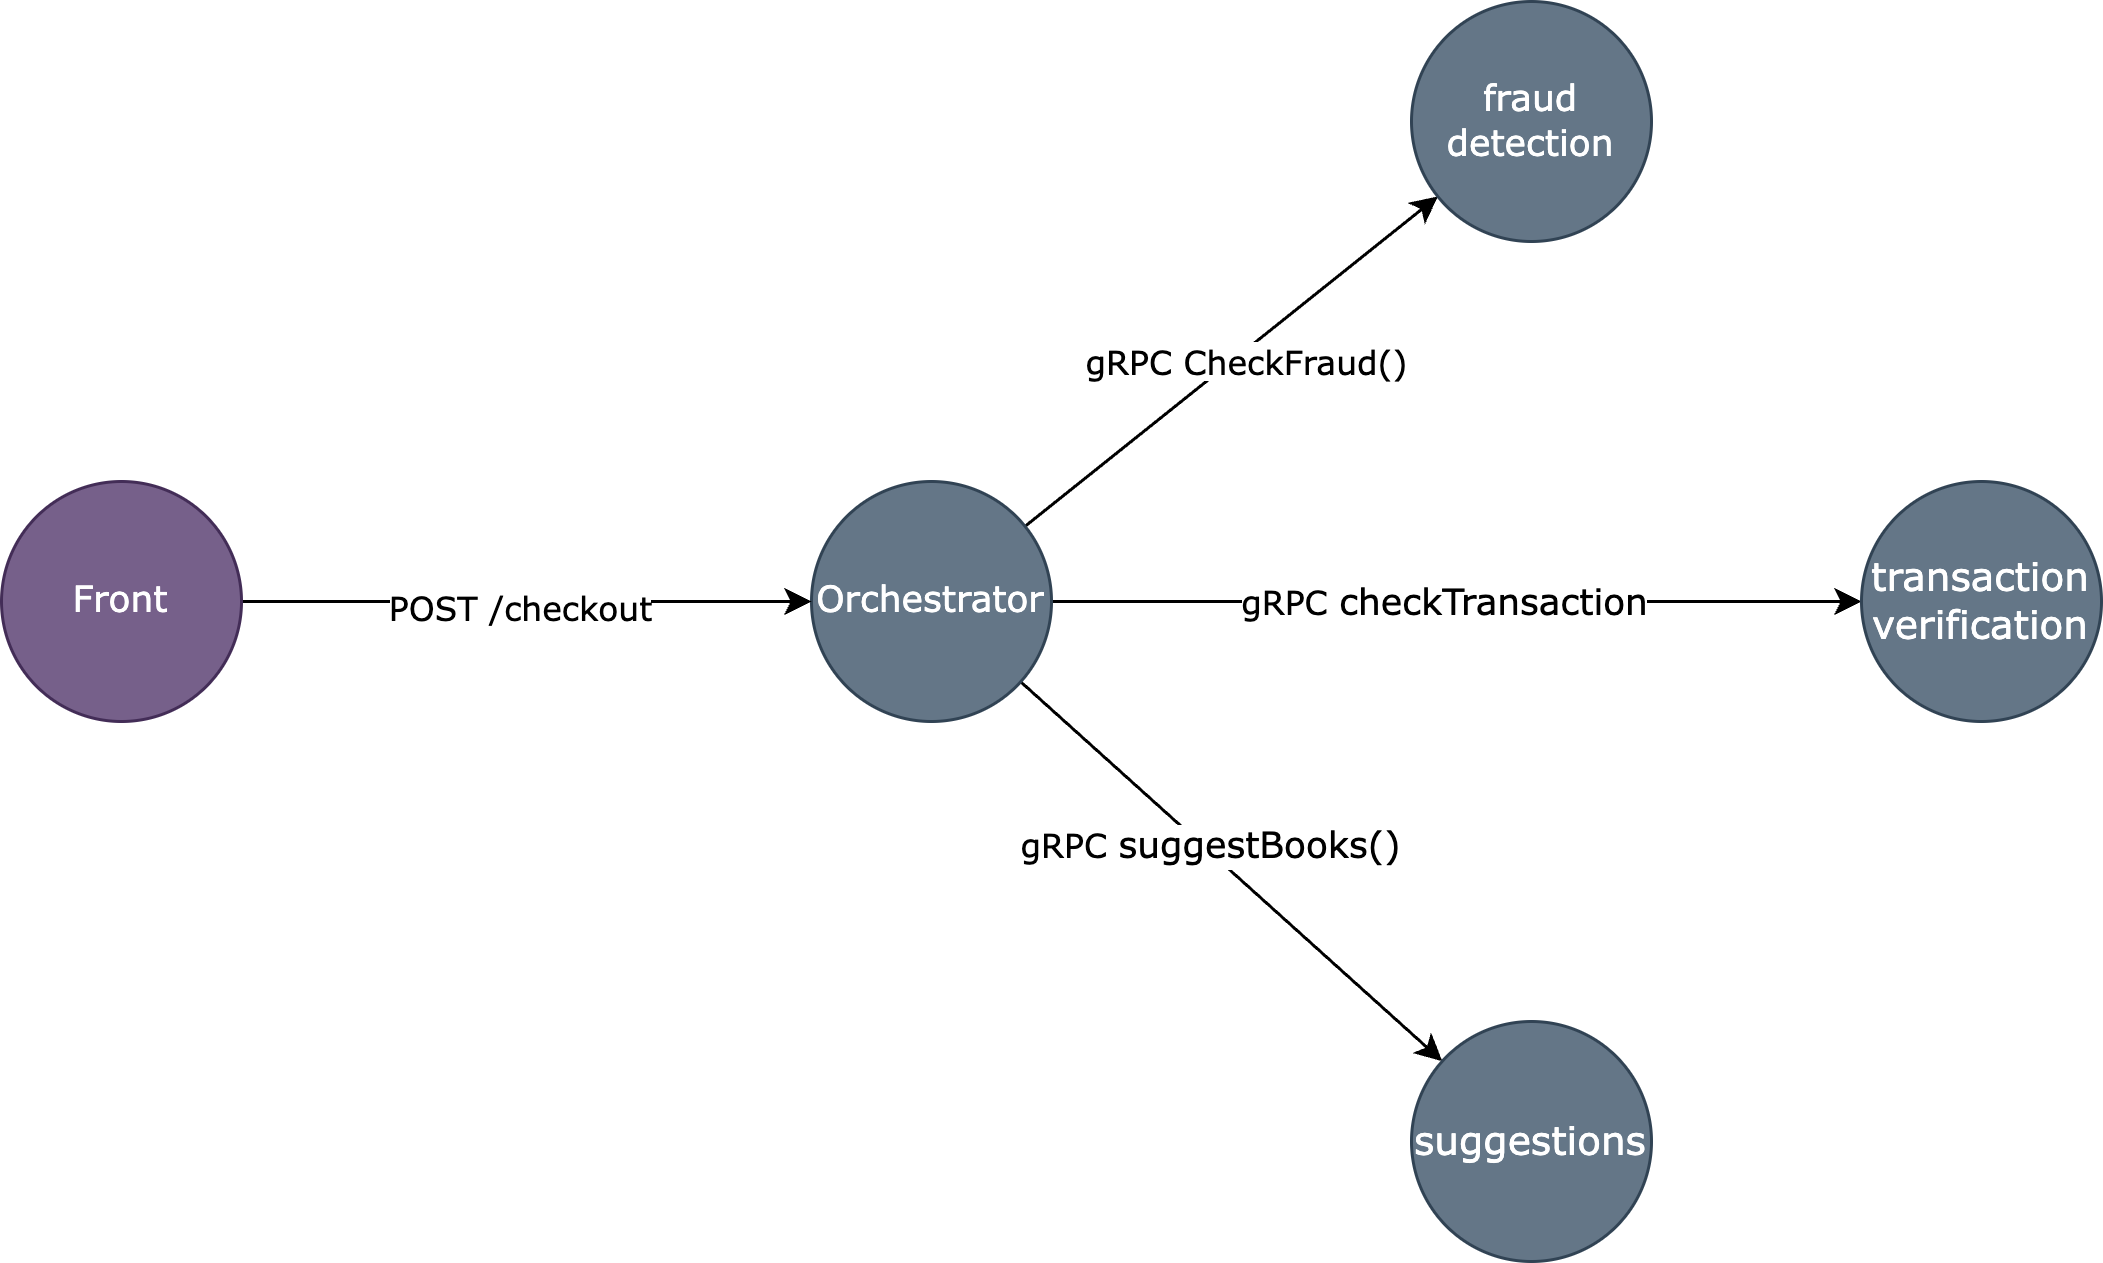 fraud
detection
gRPC CheckFraud()
Front
POST /checkout
Orchestrator
gRPC checkTransaction
transaction
verification
gRPC suggestBooks()
suggestions